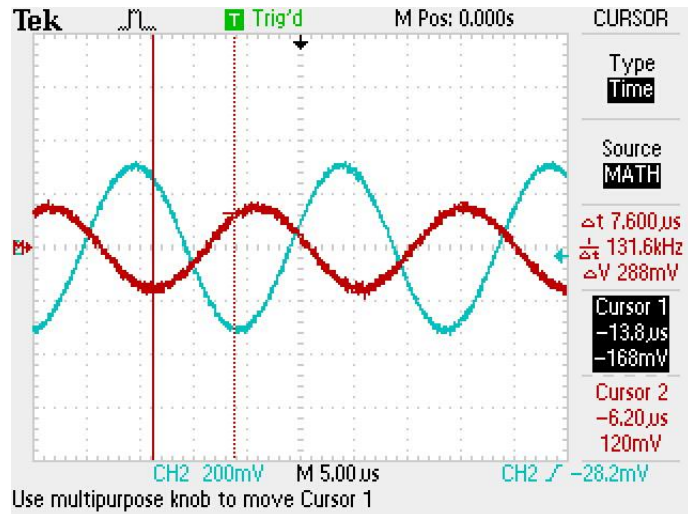 Tek T Trig'd M Pos: 0.000s CURSOR
Type
Time
Source
MATH
M
Δt 7.600µs
1/Δt 131.6kHz
ΔV 288mV
Cursor 1
−13.8µs
−168mV
Cursor 2
−6.20µs
120mV
CH2 200mV M 5.00µs CH2 −28.2mV
Use multipurpose knob to move Cursor 1